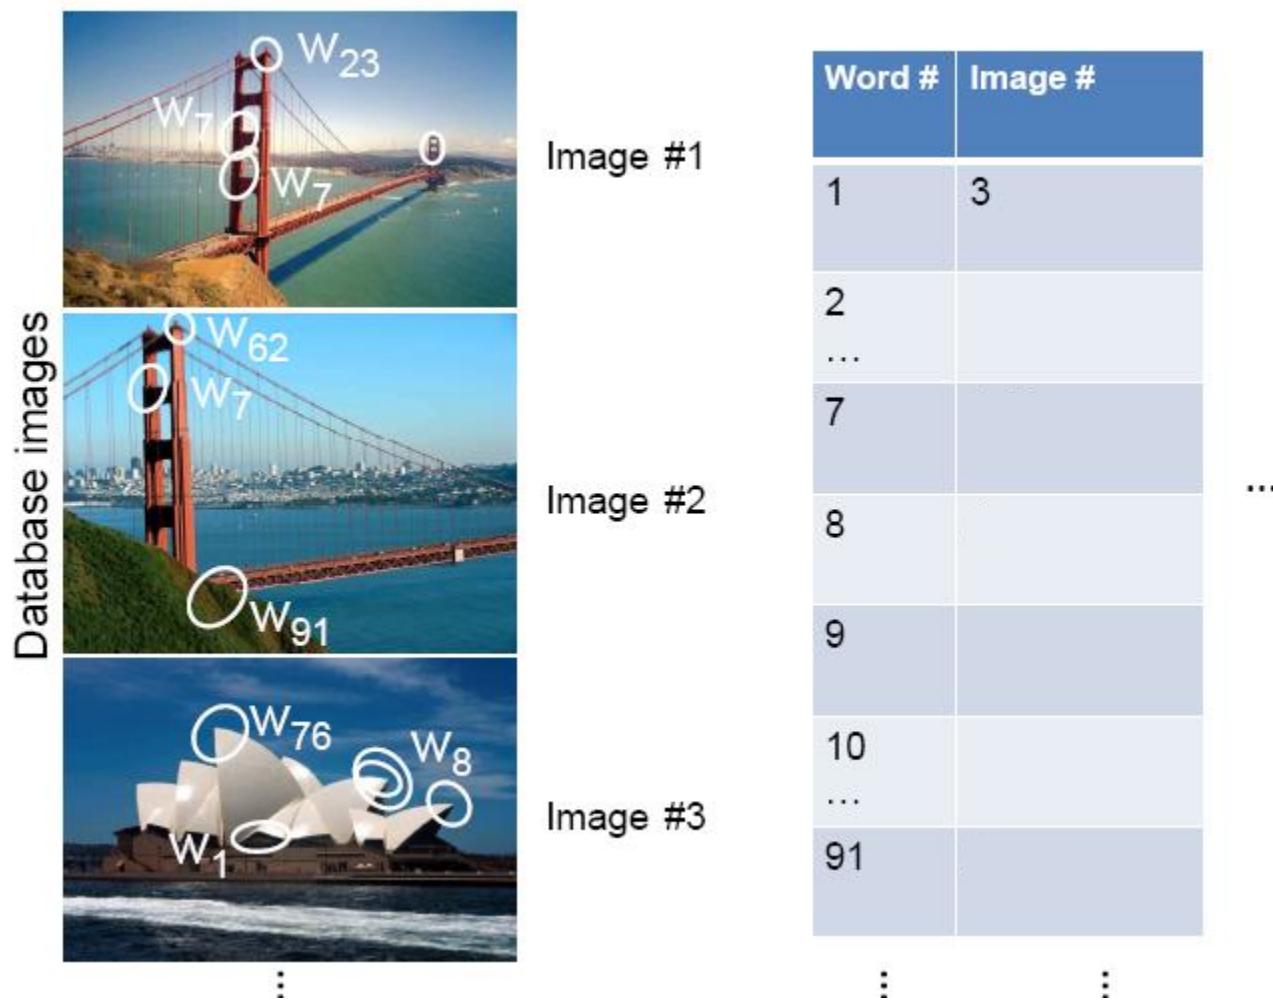 Database images
W23
W7
W7
Image #1
W62
W7
W91
Image #2
W76
W8
W1
Image #3
...
Word # Image #
1 3
2
...
7
8
9
10
...
91
... ...
...